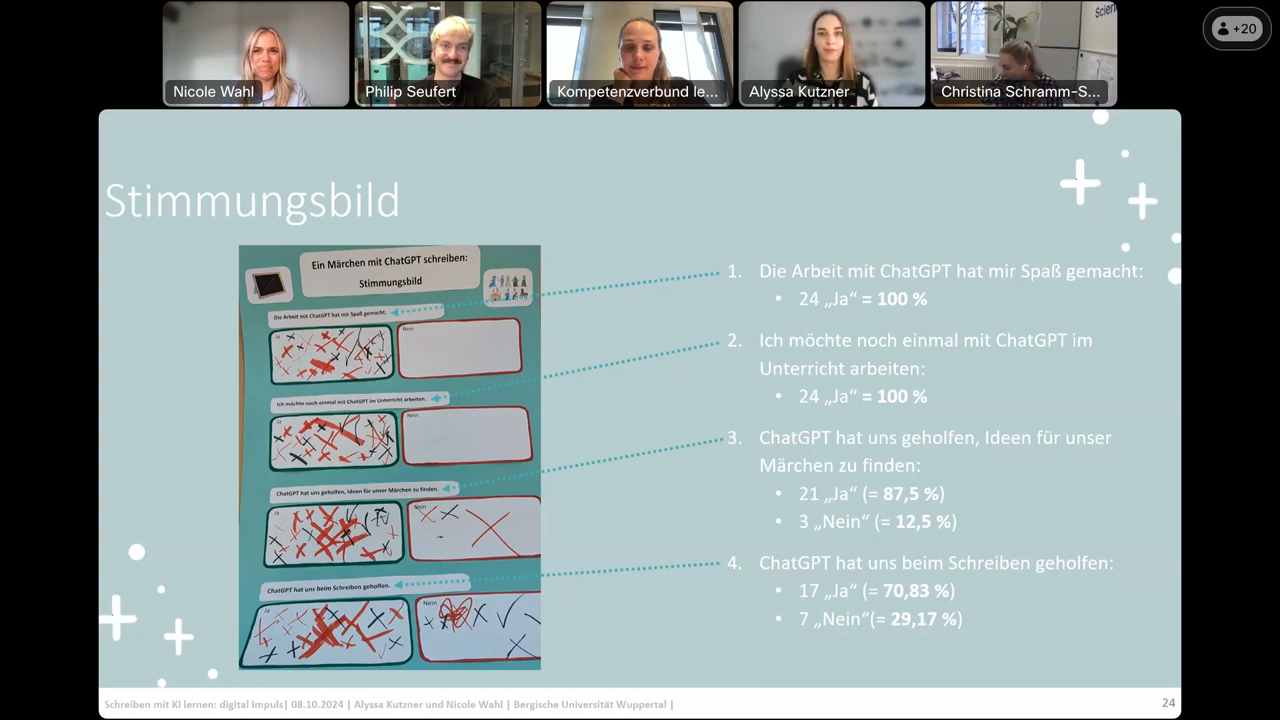 Scien
+20
Nicole Wahl
Philip Seufert
Kompetenzverbund le...
Alyssa Kutzner
Christina Schramm-S...
Stimmungsbild
Ein Märchen mit ChatGPT schreiben:
Stimmungsbild
Die Arbeit mit ChatGPT hat mir Spaß gemacht.
Ja
Nein
Ich möchte noch einmal mit ChatGPT im Unterricht arbeiten.
Ja
Nein
ChatGPT hat uns geholfen, Ideen für unser Märchen zu finden.
Ja
Nein
ChatGPT hat uns beim Schreiben geholfen.
Ja
Nein
1. Die Arbeit mit ChatGPT hat mir Spaß gemacht:
• 24 „Ja“ = 100 %
2. Ich möchte noch einmal mit ChatGPT im
Unterricht arbeiten:
• 24 „Ja“ = 100 %
3. ChatGPT hat uns geholfen, Ideen für unser
Märchen zu finden:
• 21 „Ja“ (= 87,5 %)
• 3 „Nein“ (= 12,5 %)
4. ChatGPT hat uns beim Schreiben geholfen:
• 17 „Ja“ (= 70,83 %)
• 7 „Nein“(= 29,17 %)
Schreiben mit KI lernen: digital Impuls| 08.10.2024 | Alyssa Kutzner und Nicole Wahl | Bergische Universität Wuppertal |
24